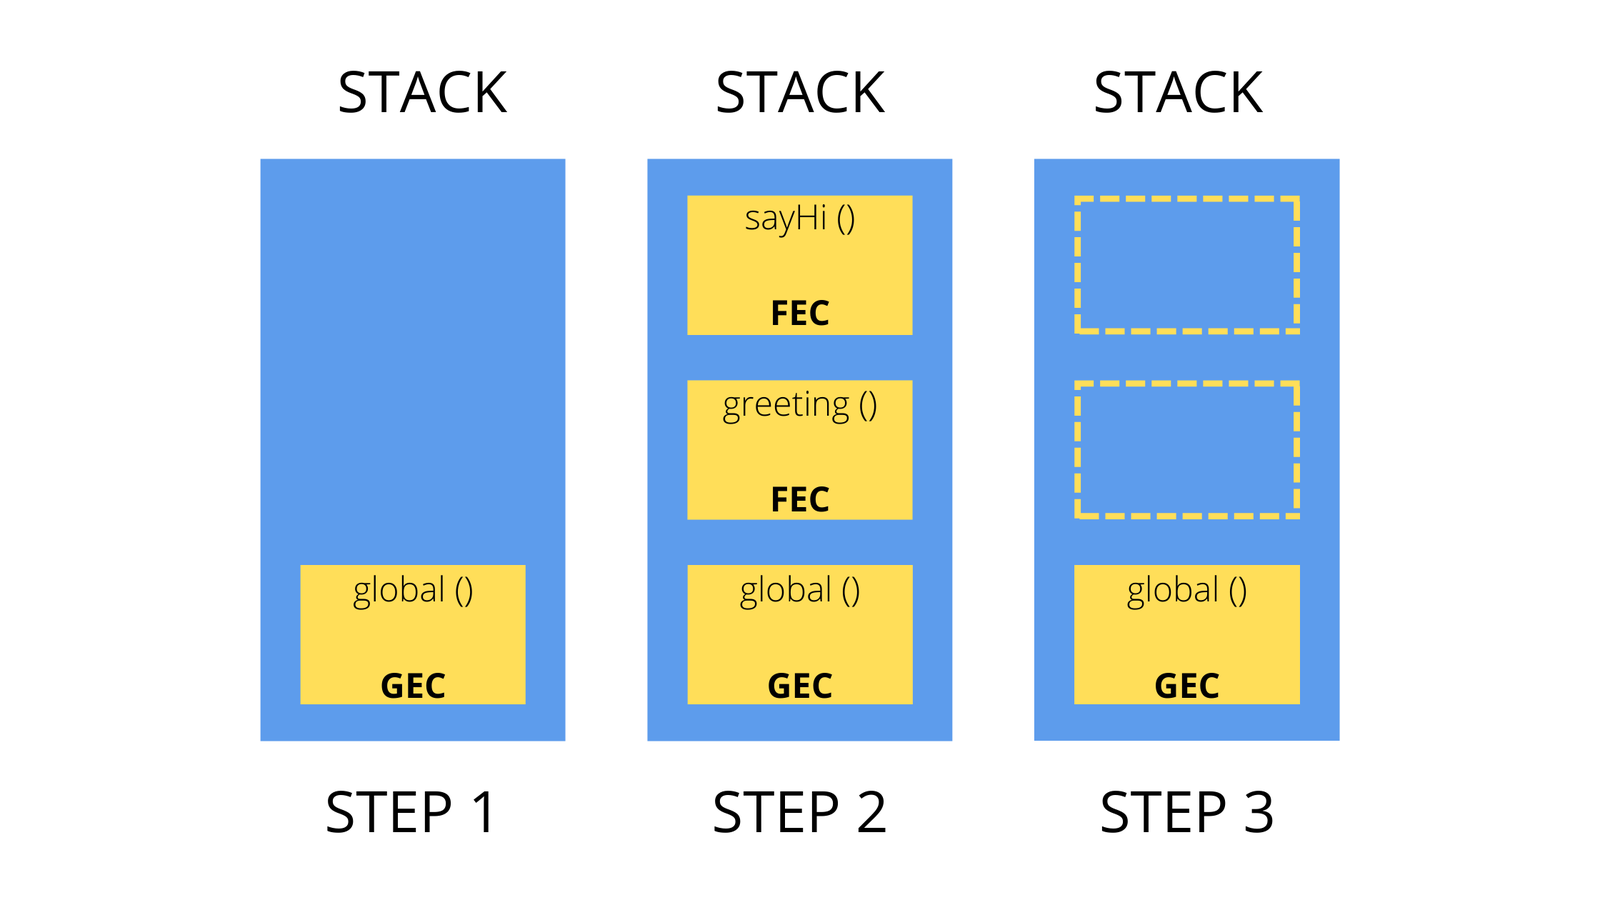 STACK
STACK
STACK
sayHi ()
FEC
greeting ()
FEC
global ()
GEC
global ()
GEC
global ()
GEC
STEP 1
STEP 2
STEP 3